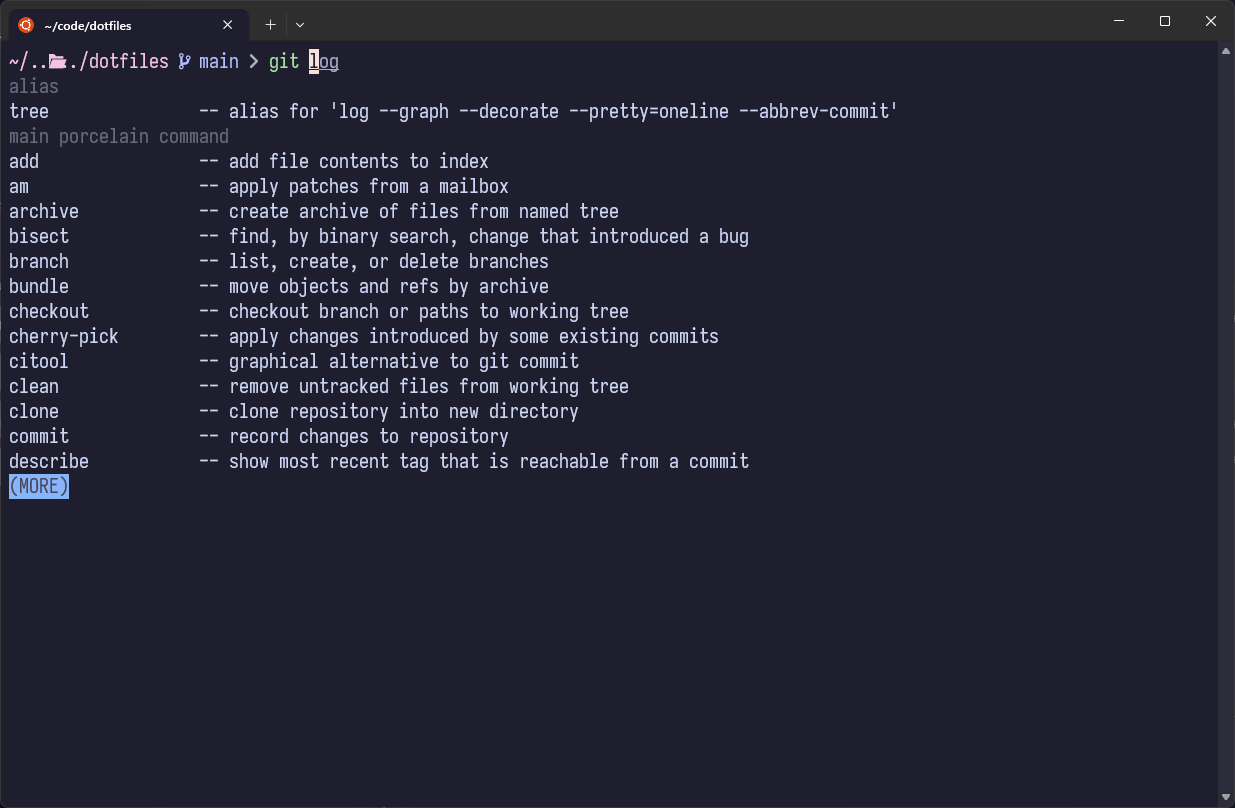 ~/code/dotfiles
~/.../dotfiles main > git log
alias
tree -- alias for 'log --graph --decorate --pretty=oneline --abbrev-commit'
main porcelain command
add -- add file contents to index
am -- apply patches from a mailbox
archive -- create archive of files from named tree
bisect -- find, by binary search, change that introduced a bug
branch -- list, create, or delete branches
bundle -- move objects and refs by archive
checkout -- checkout branch or paths to working tree
cherry-pick -- apply changes introduced by some existing commits
citool -- graphical alternative to git commit
clean -- remove untracked files from working tree
clone -- clone repository into new directory
commit -- record changes to repository
describe -- show most recent tag that is reachable from a commit
(MORE)